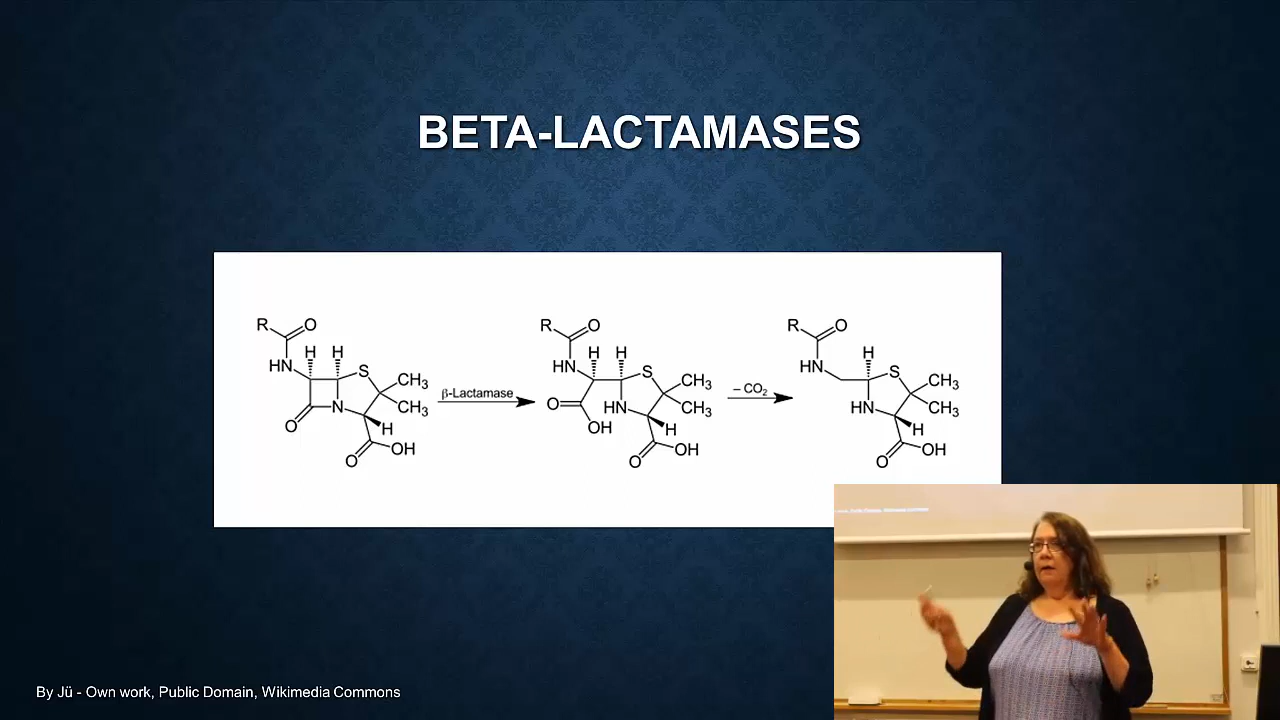 BETA-LACTAMASES
R
O
HN
H
H
S
CH3
CH3
N
O
H
O
OH
β-Lactamase
R
O
HN
H
H
S
CH3
CH3
O
OH
HN
H
O
OH
– CO2
R
O
HN
H
S
CH3
CH3
HN
H
O
OH
By Jü - Own work, Public Domain, Wikimedia Commons